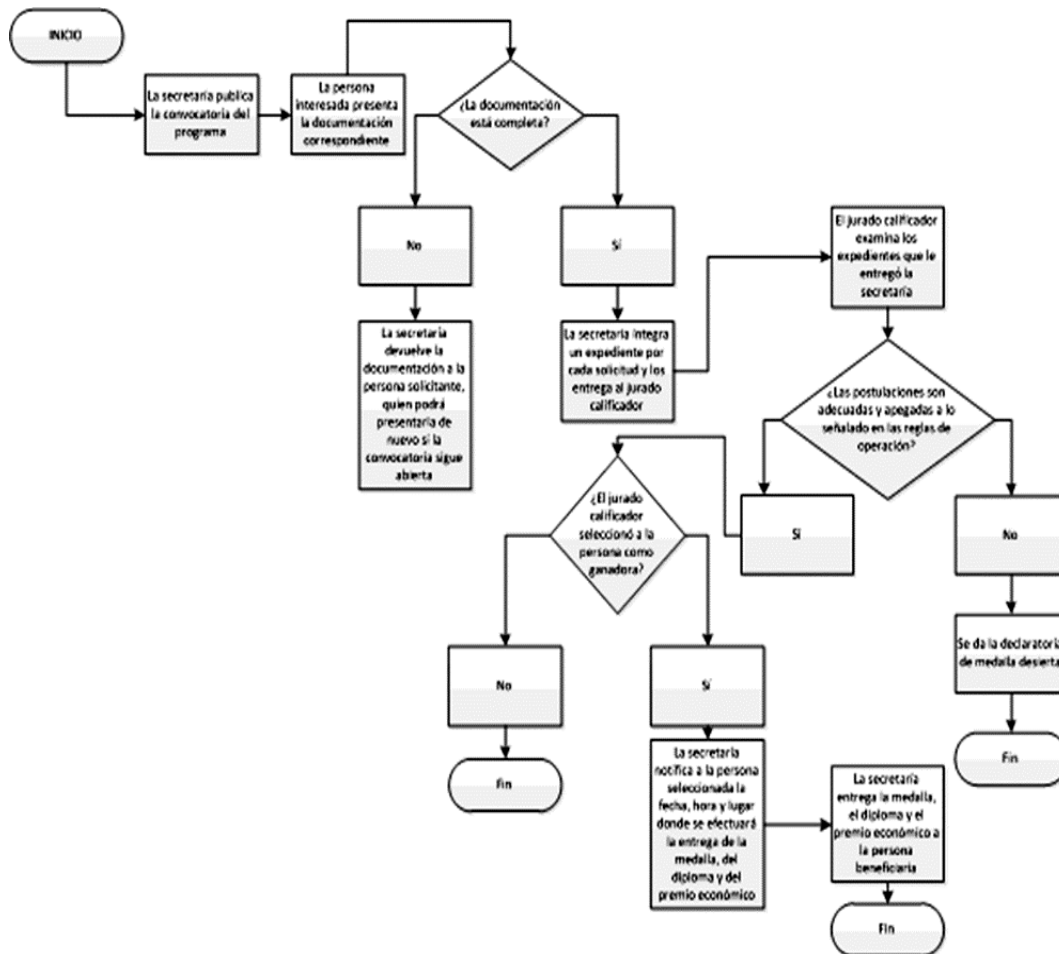 INICIO
La secretaría publica
la convocatoria del
programa
La persona
interesada presenta
la documentación
correspondiente
¿La documentación
está completa?
No
Sí
La secretaría
devuelve la
documentación a la
persona solicitante,
quien podrá
presentarla de
nuevo si la
convocatoria sigue
abierta
La secretaría integra
un expediente por
cada solicitud y los
entrega al jurado
calificador
El jurado calificador
examina los
expedientes que le
entregó la
secretaría
¿Las postulaciones son
adecuadas y apegadas a lo
señalado en las reglas de
operación?
Sí
No
Se da la declaratoria
de medalla desierta
Fin
¿El jurado
calificador
seleccionó a la
persona como
ganadora?
No
Fin
Sí
La secretaría
notifica a la persona
seleccionada la
fecha, hora y lugar
donde se efectuará
la entrega de la
medalla, del
diploma y del
premio económico
La secretaría
entrega la medalla,
el diploma y el
premio económico a
la persona
beneficiaria
Fin